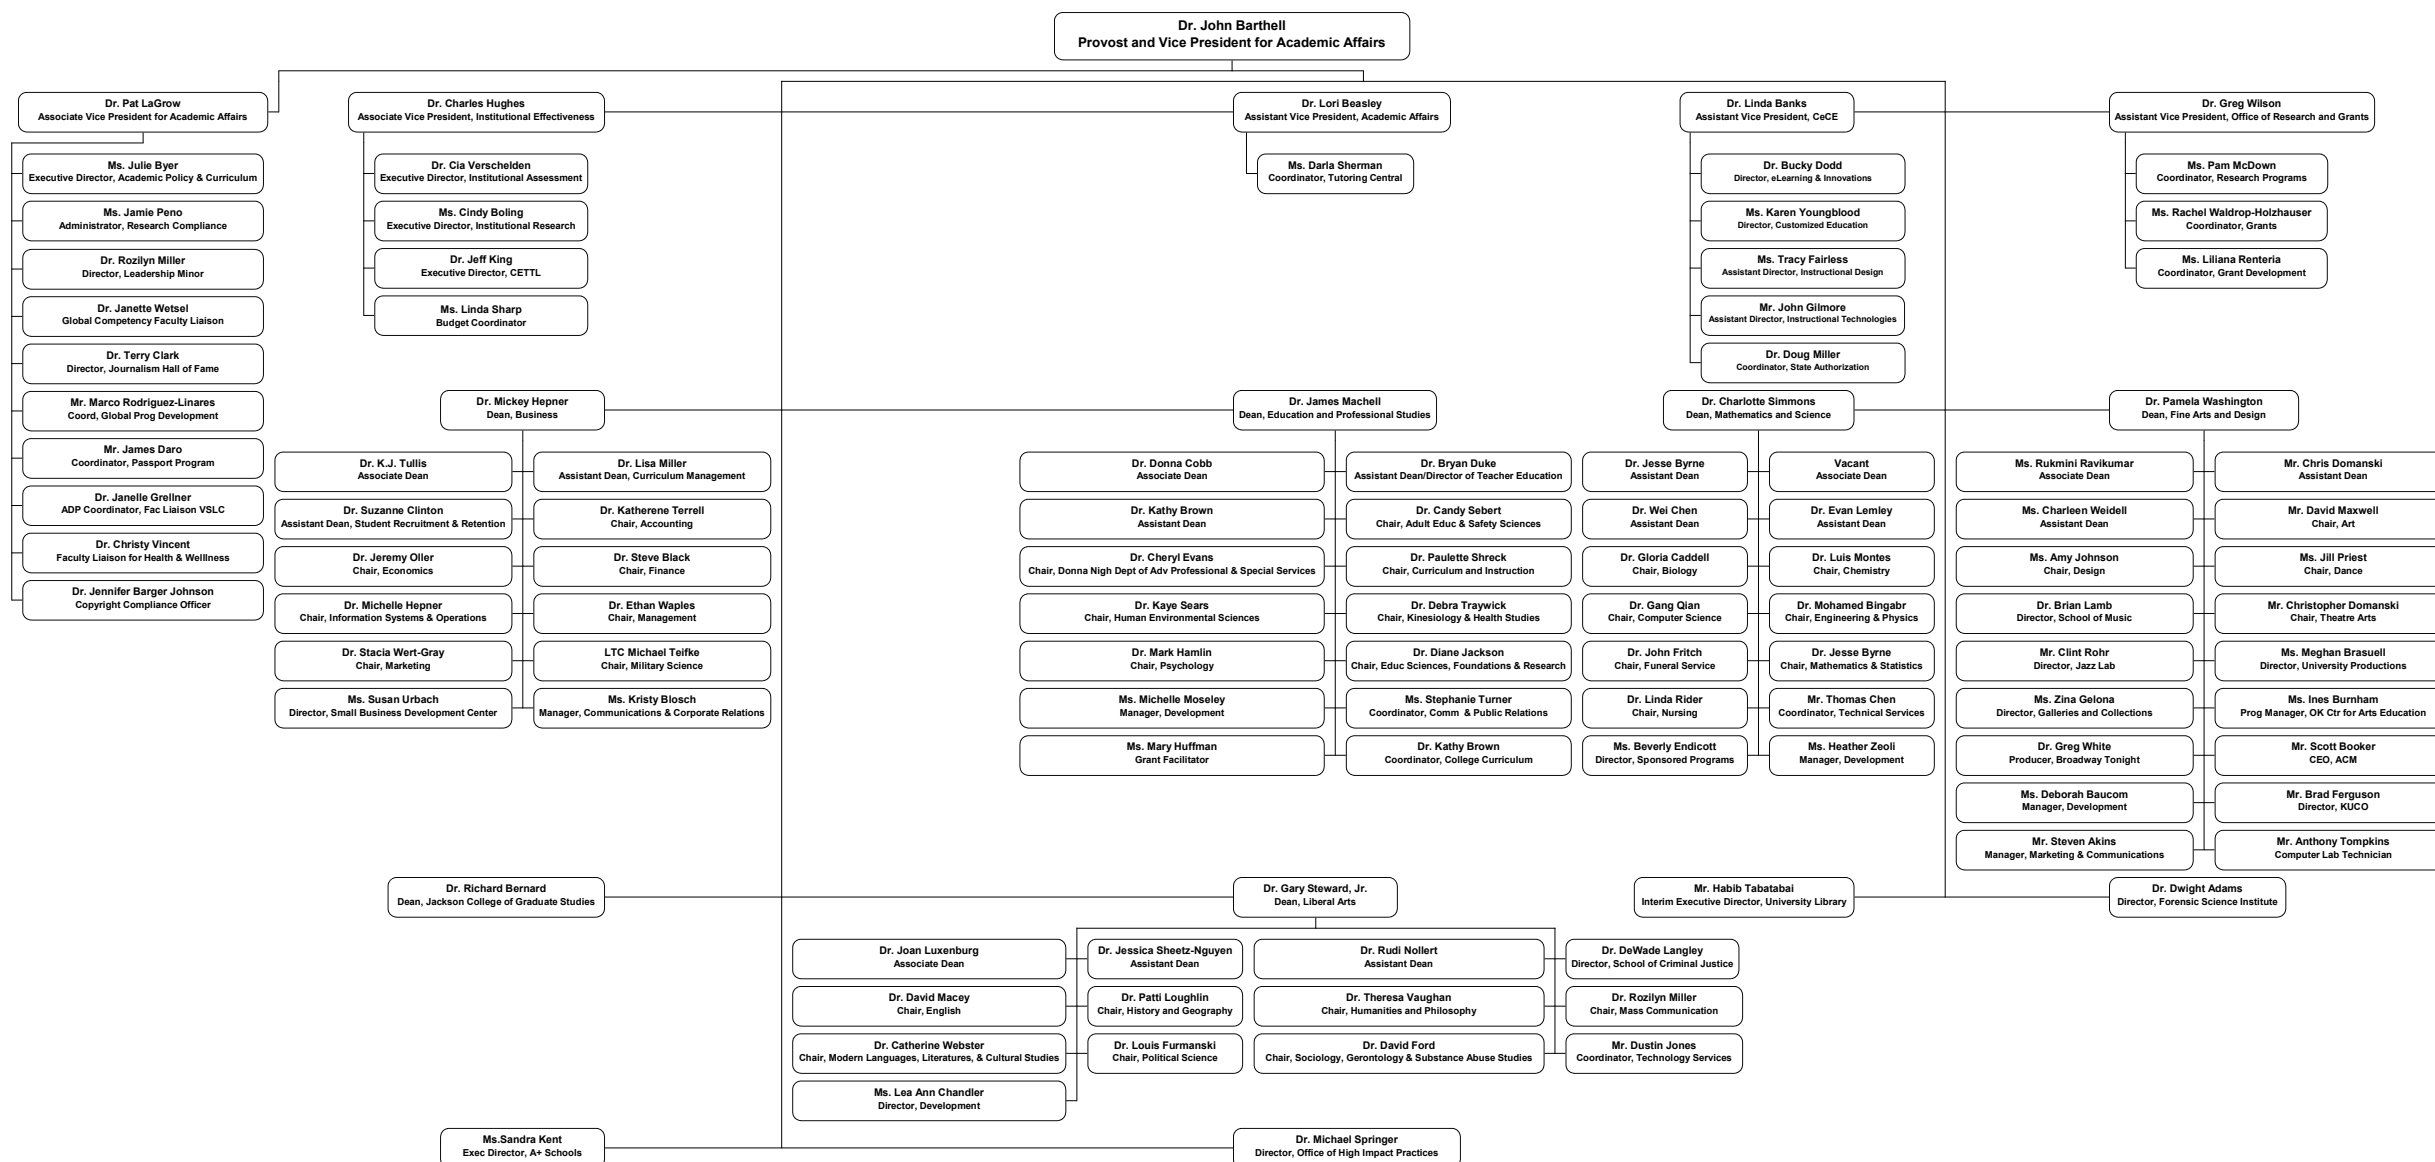 Dr. John Barthell
Provost and Vice President for Academic Affairs
Dr. Pat LaGrow
Associate Vice President for Academic Affairs
Ms. Julie Byer
Executive Director, Academic Policy & Curriculum
Ms. Jamie Peno
Administrator, Research Compliance
Dr. Rozilyn Miller
Director, Leadership Minor
Dr. Janette Wetsel
Global Competency Faculty Liaison
Dr. Terry Clark
Director, Journalism Hall of Fame
Mr. Marco Rodriguez-Linares
Coord, Global Prog Development
Mr. James Daro
Coordinator, Passport Program
Dr. Janelle Grellner
ADP Coordinator, Fac Liaison VSLC
Dr. Christy Vincent
Faculty Liaison for Health & Welllness
Dr. Jennifer Barger Johnson
Copyright Compliance Officer
Dr. Charles Hughes
Associate Vice President, Institutional Effectiveness
Dr. Cia Verschelden
Executive Director, Institutional Assessment
Ms. Cindy Boling
Executive Director, Institutional Research
Dr. Jeff King
Executive Director, CETTL
Ms. Linda Sharp
Budget Coordinator
Dr. Lori Beasley
Assistant Vice President, Academic Affairs
Ms. Darla Sherman
Coordinator, Tutoring Central
Dr. Linda Banks
Assistant Vice President, CeCE
Dr. Bucky Dodd
Director, eLearning & Innovations
Ms. Karen Youngblood
Director, Customized Education
Ms. Tracy Fairless
Assistant Director, Instructional Design
Mr. John Gilmore
Assistant Director, Instructional Technologies
Dr. Doug Miller
Coordinator, State Authorization
Dr. Greg Wilson
Assistant Vice President, Office of Research and Grants
Ms. Pam McDown
Coordinator, Research Programs
Ms. Rachel Waldrop-Holzhauser
Coordinator, Grants
Ms. Liliana Renteria
Coordinator, Grant Development
Dr. Mickey Hepner
Dean, Business
Dr. K.J. Tullis
Associate Dean
Dr. Lisa Miller
Assistant Dean, Curriculum Management
Dr. Suzanne Clinton
Assistant Dean, Student Recruitment & Retention
Dr. Katherene Terrell
Chair, Accounting
Dr. Jeremy Oller
Chair, Economics
Dr. Steve Black
Chair, Finance
Dr. Michelle Hepner
Chair, Information Systems & Operations
Dr. Ethan Waples
Chair, Management
Dr. Stacia Wert-Gray
Chair, Marketing
LTC Michael Teifke
Chair, Military Science
Ms. Susan Urbach
Director, Small Business Development Center
Ms. Kristy Blosch
Manager, Communications & Corporate Relations
Dr. James Machell
Dean, Education and Professional Studies
Dr. Donna Cobb
Associate Dean
Dr. Bryan Duke
Assistant Dean/Director of Teacher Education
Dr. Kathy Brown
Assistant Dean
Dr. Candy Sebert
Chair, Adult Educ & Safety Sciences
Dr. Cheryl Evans
Chair, Donna Nigh Dept of Adv Professional & Special Services
Dr. Paulette Shreck
Chair, Curriculum and Instruction
Dr. Kaye Sears
Chair, Human Environmental Sciences
Dr. Debra Traywick
Chair, Kinesiology & Health Studies
Dr. Mark Hamlin
Chair, Psychology
Dr. Diane Jackson
Chair, Educ Sciences, Foundations & Research
Ms. Michelle Moseley
Manager, Development
Ms. Stephanie Turner
Coordinator, Comm & Public Relations
Ms. Mary Huffman
Grant Facilitator
Dr. Kathy Brown
Coordinator, College Curriculum
Dr. Charlotte Simmons
Dean, Mathematics and Science
Dr. Jesse Byrne
Assistant Dean
Vacant
Associate Dean
Dr. Wei Chen
Assistant Dean
Dr. Evan Lemley
Assistant Dean
Dr. Gloria Caddell
Chair, Biology
Dr. Luis Montes
Chair, Chemistry
Dr. Gang Qian
Chair, Computer Science
Dr. Mohamed Bingabr
Chair, Engineering & Physics
Dr. John Fritch
Chair, Funeral Service
Dr. Jesse Byrne
Chair, Mathematics & Statistics
Dr. Linda Rider
Chair, Nursing
Mr. Thomas Chen
Coordinator, Technical Services
Ms. Beverly Endicott
Director, Sponsored Programs
Ms. Heather Zeoli
Manager, Development
Dr. Pamela Washington
Dean, Fine Arts and Design
Ms. Rukmini Ravikumar
Associate Dean
Mr. Chris Domanski
Assistant Dean
Ms. Charleen Weidell
Assistant Dean
Mr. David Maxwell
Chair, Art
Ms. Amy Johnson
Chair, Design
Ms. Jill Priest
Chair, Dance
Dr. Brian Lamb
Director, School of Music
Mr. Christopher Domanski
Chair, Theatre Arts
Mr. Clint Rohr
Director, Jazz Lab
Ms. Meghan Brasuell
Director, University Productions
Ms. Zina Gelona
Director, Galleries and Collections
Ms. Ines Burnham
Prog Manager, OK Ctr for Arts Education
Dr. Greg White
Producer, Broadway Tonight
Mr. Scott Booker
CEO, ACM
Ms. Deborah Baucom
Manager, Development
Mr. Brad Ferguson
Director, KUCO
Mr. Steven Akins
Manager, Marketing & Communications
Mr. Anthony Tompkins
Computer Lab Technician
Dr. Richard Bernard
Dean, Jackson College of Graduate Studies
Dr. Gary Steward, Jr.
Dean, Liberal Arts
Mr. Habib Tabatabai
Interim Executive Director, University Library
Dr. Dwight Adams
Director, Forensic Science Institute
Dr. Joan Luxenburg
Associate Dean
Dr. Jessica Sheetz-Nguyen
Assistant Dean
Dr. Rudi Nollert
Assistant Dean
Dr. DeWade Langley
Director, School of Criminal Justice
Dr. David Macey
Chair, English
Dr. Patti Loughlin
Chair, History and Geography
Dr. Theresa Vaughan
Chair, Humanities and Philosophy
Dr. Rozilyn Miller
Chair, Mass Communication
Dr. Catherine Webster
Chair, Modern Languages, Literatures, & Cultural Studies
Dr. Louis Furmanski
Chair, Political Science
Dr. David Ford
Chair, Sociology, Gerontology & Substance Abuse Studies
Mr. Dustin Jones
Coordinator, Technology Services
Ms. Lea Ann Chandler
Director, Development
Ms.Sandra Kent
Exec Director, A+ Schools
Dr. Michael Springer
Director, Office of High Impact Practices